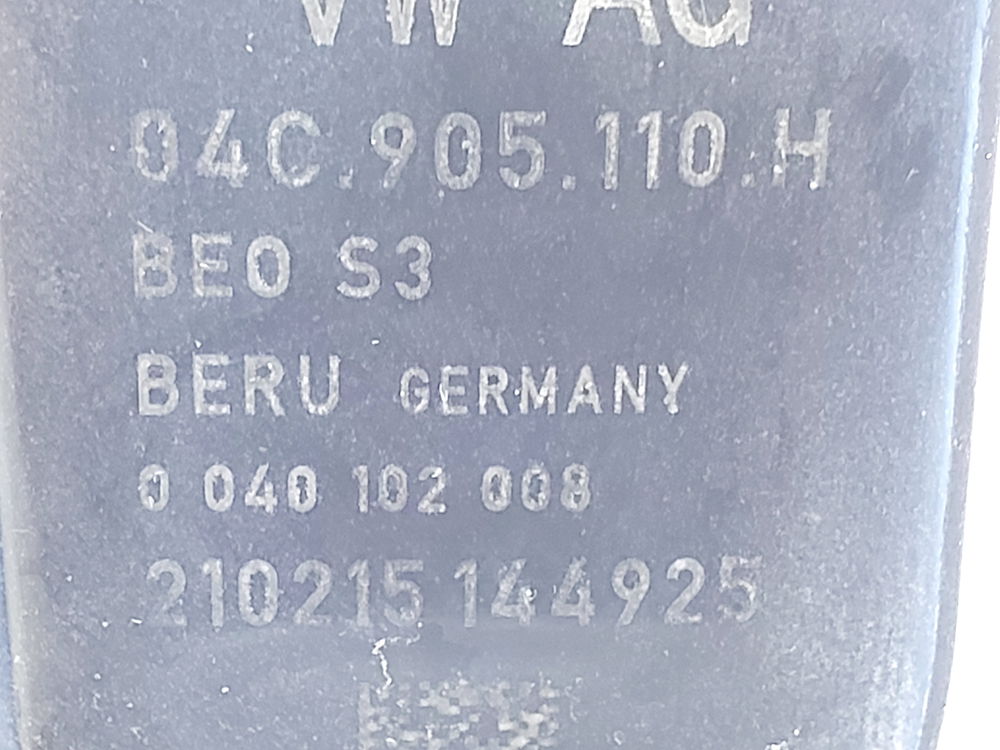 VW AG
04C.905.110.H
BEO S3
BERU GERMANY
0 040 102 008
210215 144925